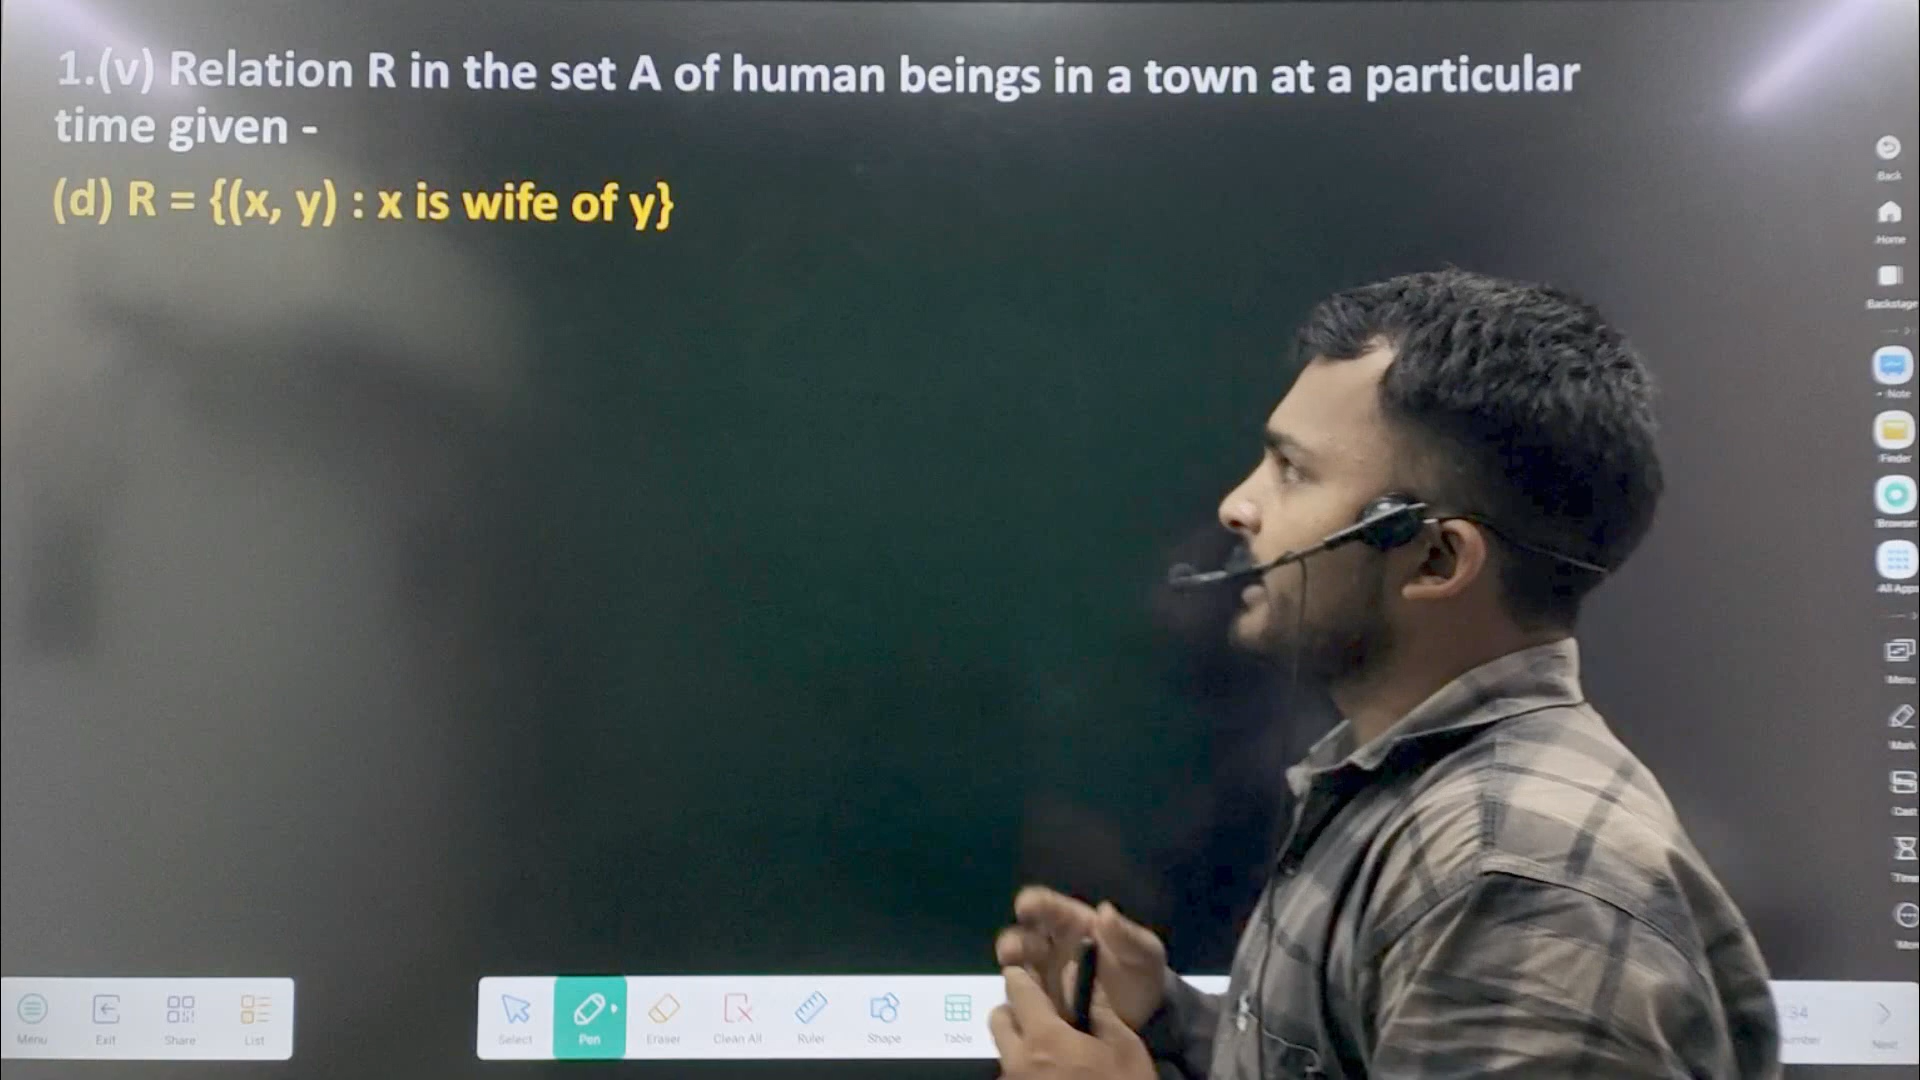 1.(v) Relation R in the set A of human beings in a town at a particular
time given -
(d) R = {(x, y) : x is wife of y}
Back
Home
Backstage
Note
Finder
Browser
All Apps
Menu
Mark
Cast
Time
Menu
Exit
Share
List
Select
Pen
Eraser
Clean All
Ruler
Shape
Table
Next